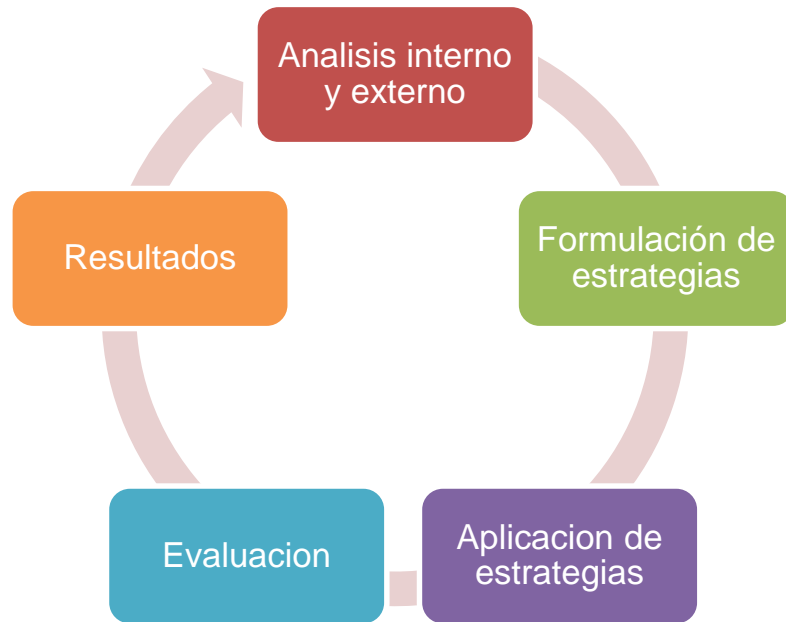 Analisis interno
y externo
Formulación de
estrategias
Aplicacion de
estrategias
Evaluacion
Resultados